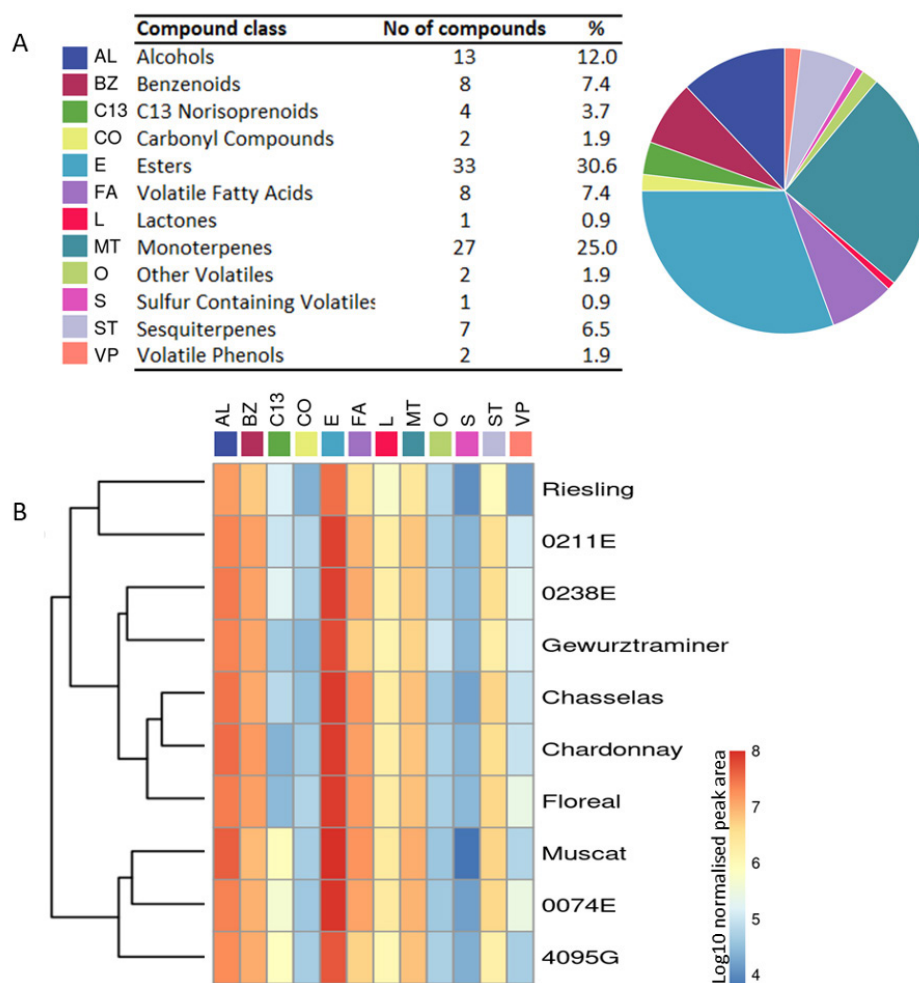 A
Compound class No of compounds %
AL Alcohols 13 12.0
BZ Benzenoids 8 7.4
C13 C13 Norisoprenoids 4 3.7
CO Carbonyl Compounds 2 1.9
E Esters 33 30.6
FA Volatile Fatty Acids 8 7.4
L Lactones 1 0.9
MT Monoterpenes 27 25.0
O Other Volatiles 2 1.9
S Sulfur Containing Volatiles 1 0.9
ST Sesquiterpenes 7 6.5
VP Volatile Phenols 2 1.9
AL BZ C13 CO E FA L MT O S ST VP
B
Riesling
0211E
0238E
Gewurztraminer
Chasselas
Chardonnay
Floreal
Muscat
0074E
4095G
Log10 normalised peak area
8
7
6
5
4